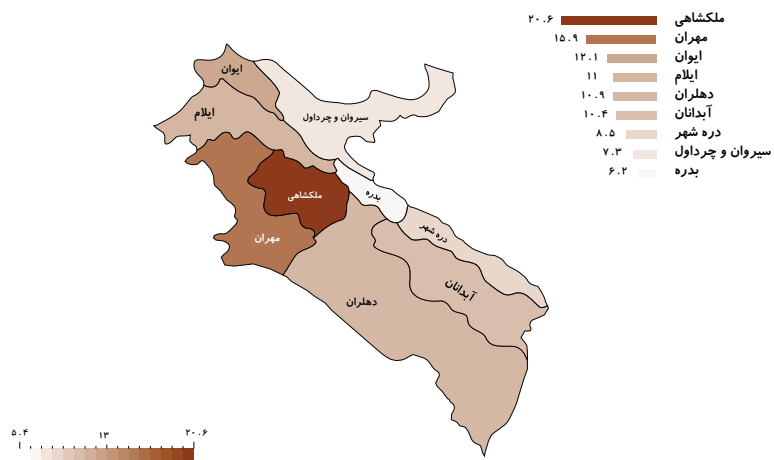 ملکشاهی ۲۰.۶
مهران ۱۵.۹
ایوان ۱۲.۱
ایلام ۱۱
دهلران ۱۰.۹
آبدانان ۱۰.۴
دره شهر ۸.۵
سیروان و چرداول ۷.۳
بدره ۶.۲
ایوان
ایلام
سیروان و چرداول
ملکشاهی
بدره
مهران
دره شهر
آبدانان
دهلران
۵.۴ ۱۳ ۲۰.۶